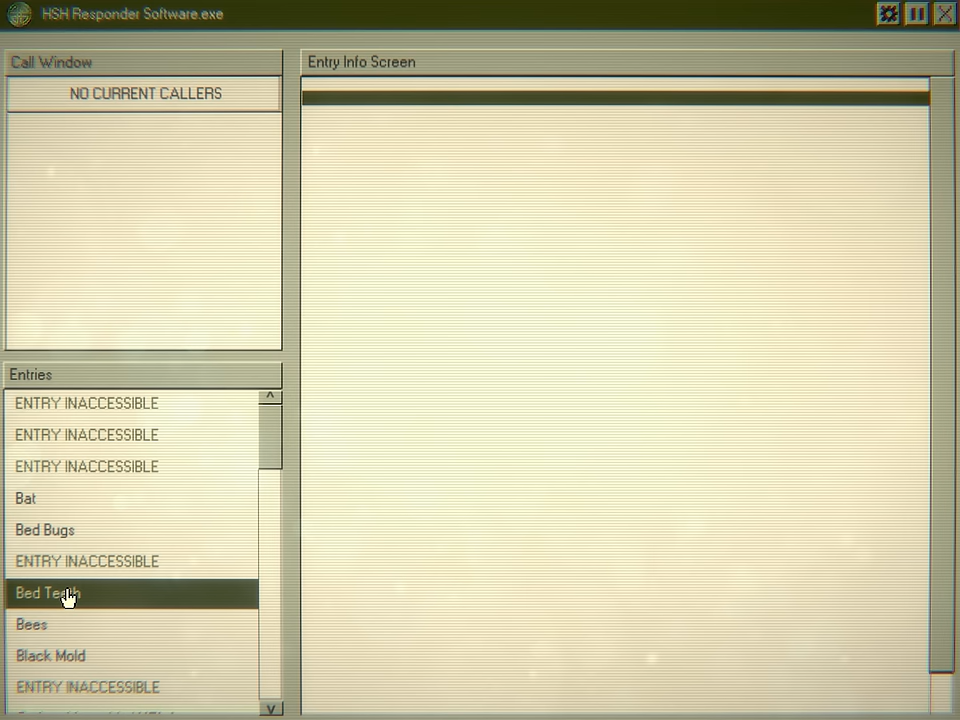 HSH Responder Software.exe
Call Window
NO CURRENT CALLERS
Entry Info Screen
Entries
ENTRY INACCESSIBLE
ENTRY INACCESSIBLE
ENTRY INACCESSIBLE
Bat
Bed Bugs
ENTRY INACCESSIBLE
Bed Teeth
Bees
Black Mold
ENTRY INACCESSIBLE